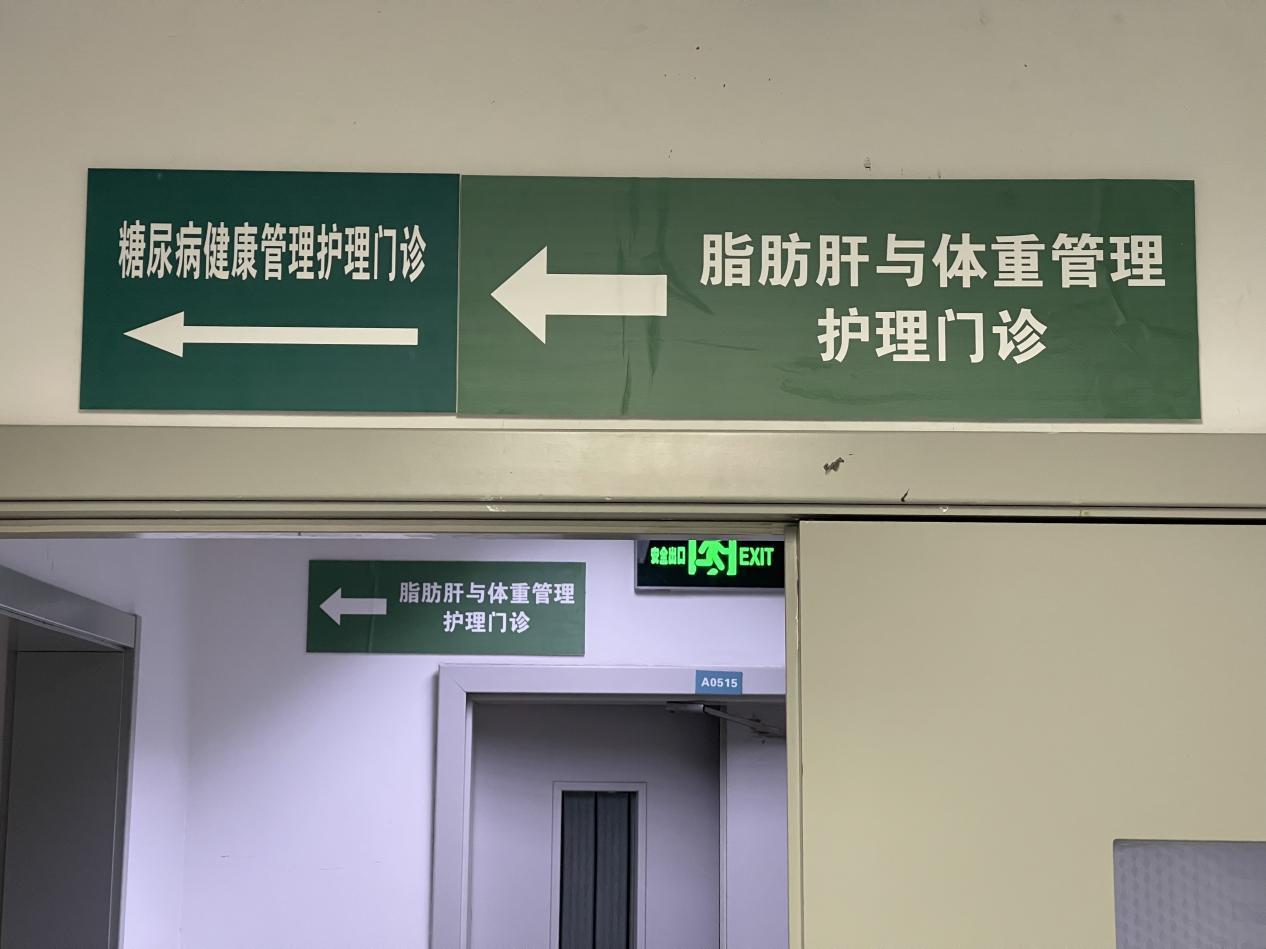 糖尿病健康管理护理门诊
脂肪肝与体重管理
护理门诊
安全出口 EXIT
脂肪肝与体重管理
护理门诊
A0515